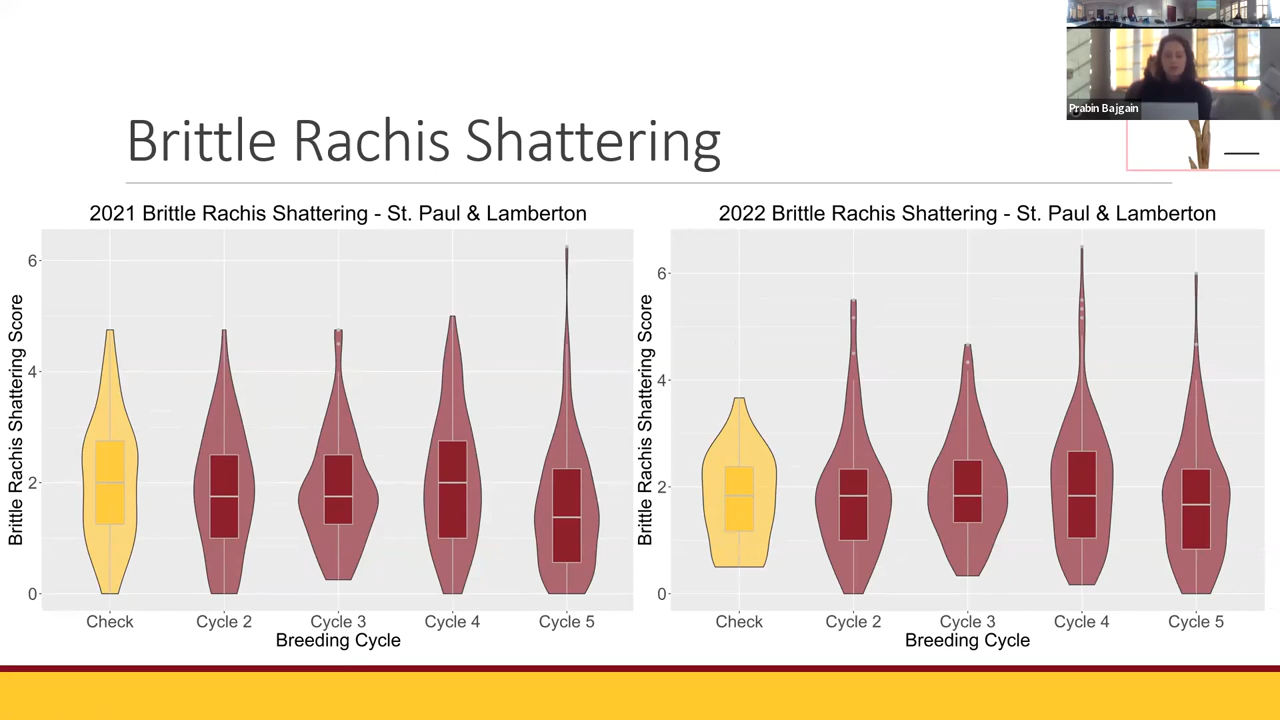 Prabin Bajgain
Brittle Rachis Shattering
2021 Brittle Rachis Shattering - St. Paul & Lamberton
Brittle Rachis Shattering Score
6
4
2
0
Check
Cycle 2
Cycle 3
Cycle 4
Cycle 5
Breeding Cycle
2022 Brittle Rachis Shattering - St. Paul & Lamberton
Brittle Rachis Shattering Score
6
4
2
0
Check
Cycle 2
Cycle 3
Cycle 4
Cycle 5
Breeding Cycle